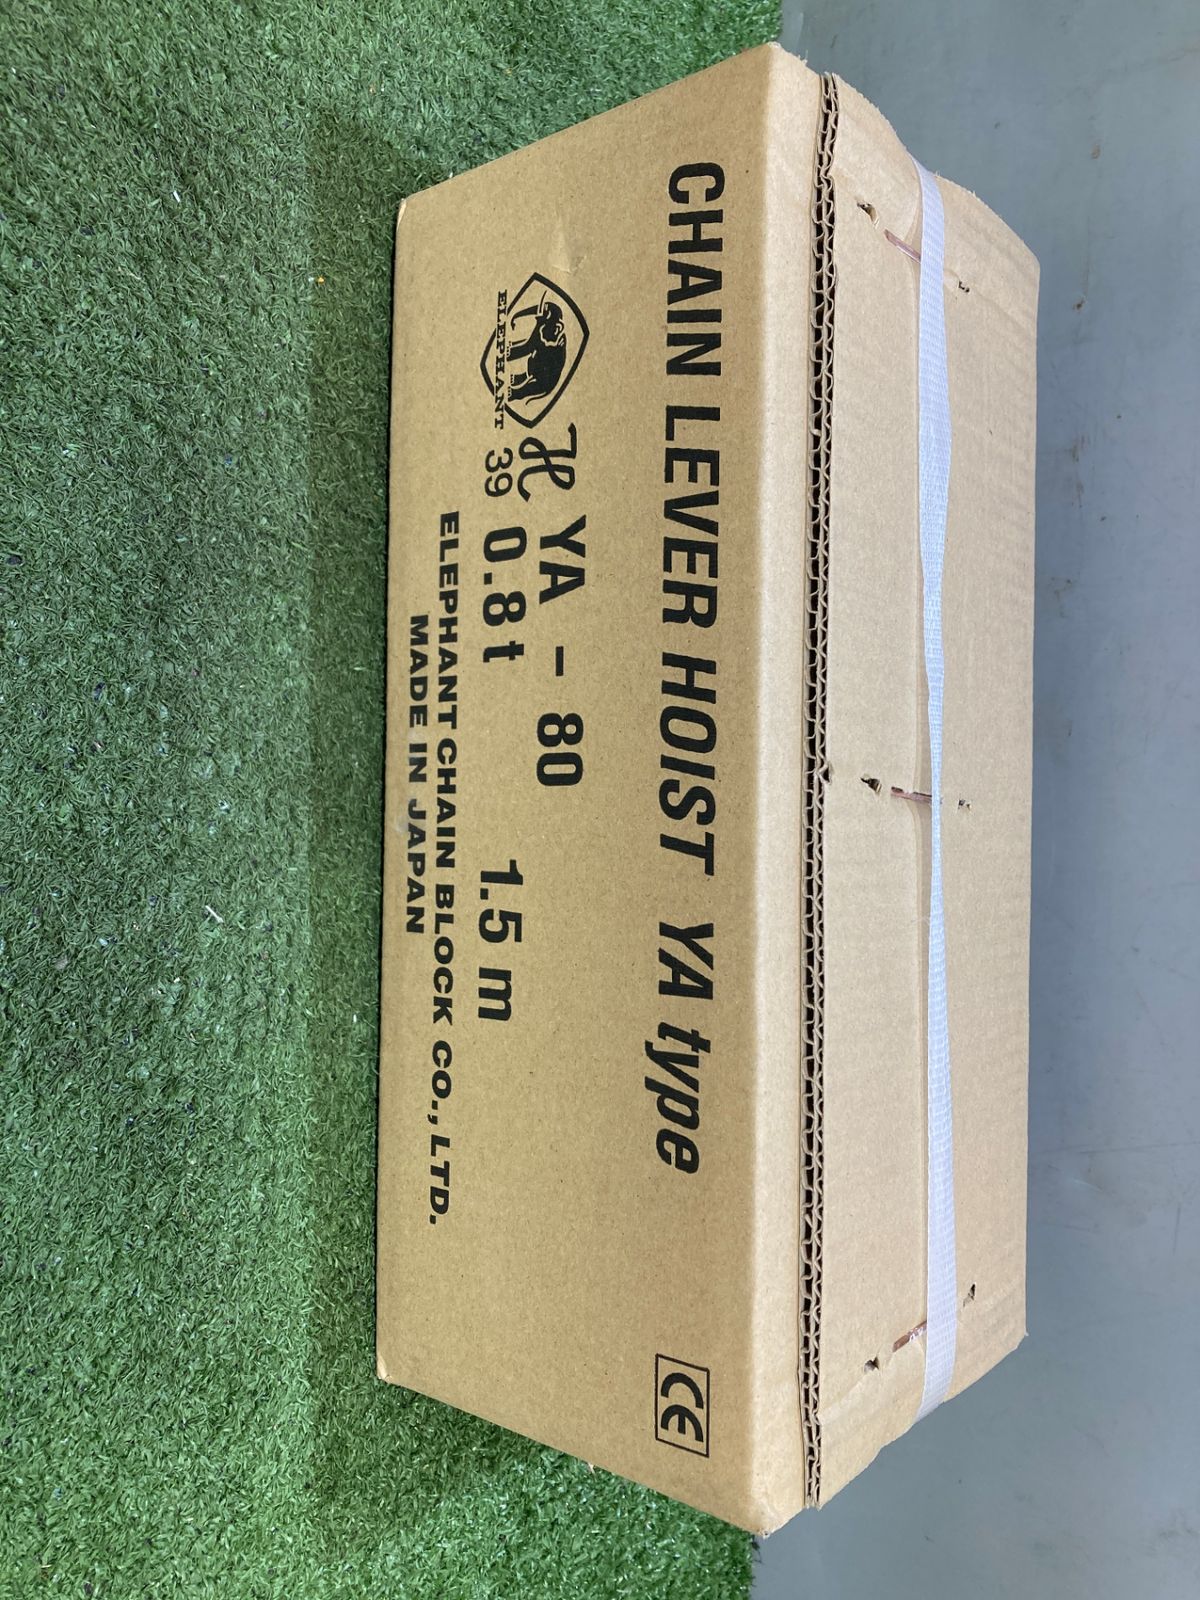 CHAIN LEVER HOIST YA type
ELEPHANT
YA - 80
39 0.8t 1.5m
ELEPHANT CHAIN BLOCK CO., LTD.
MADE IN JAPAN
CE